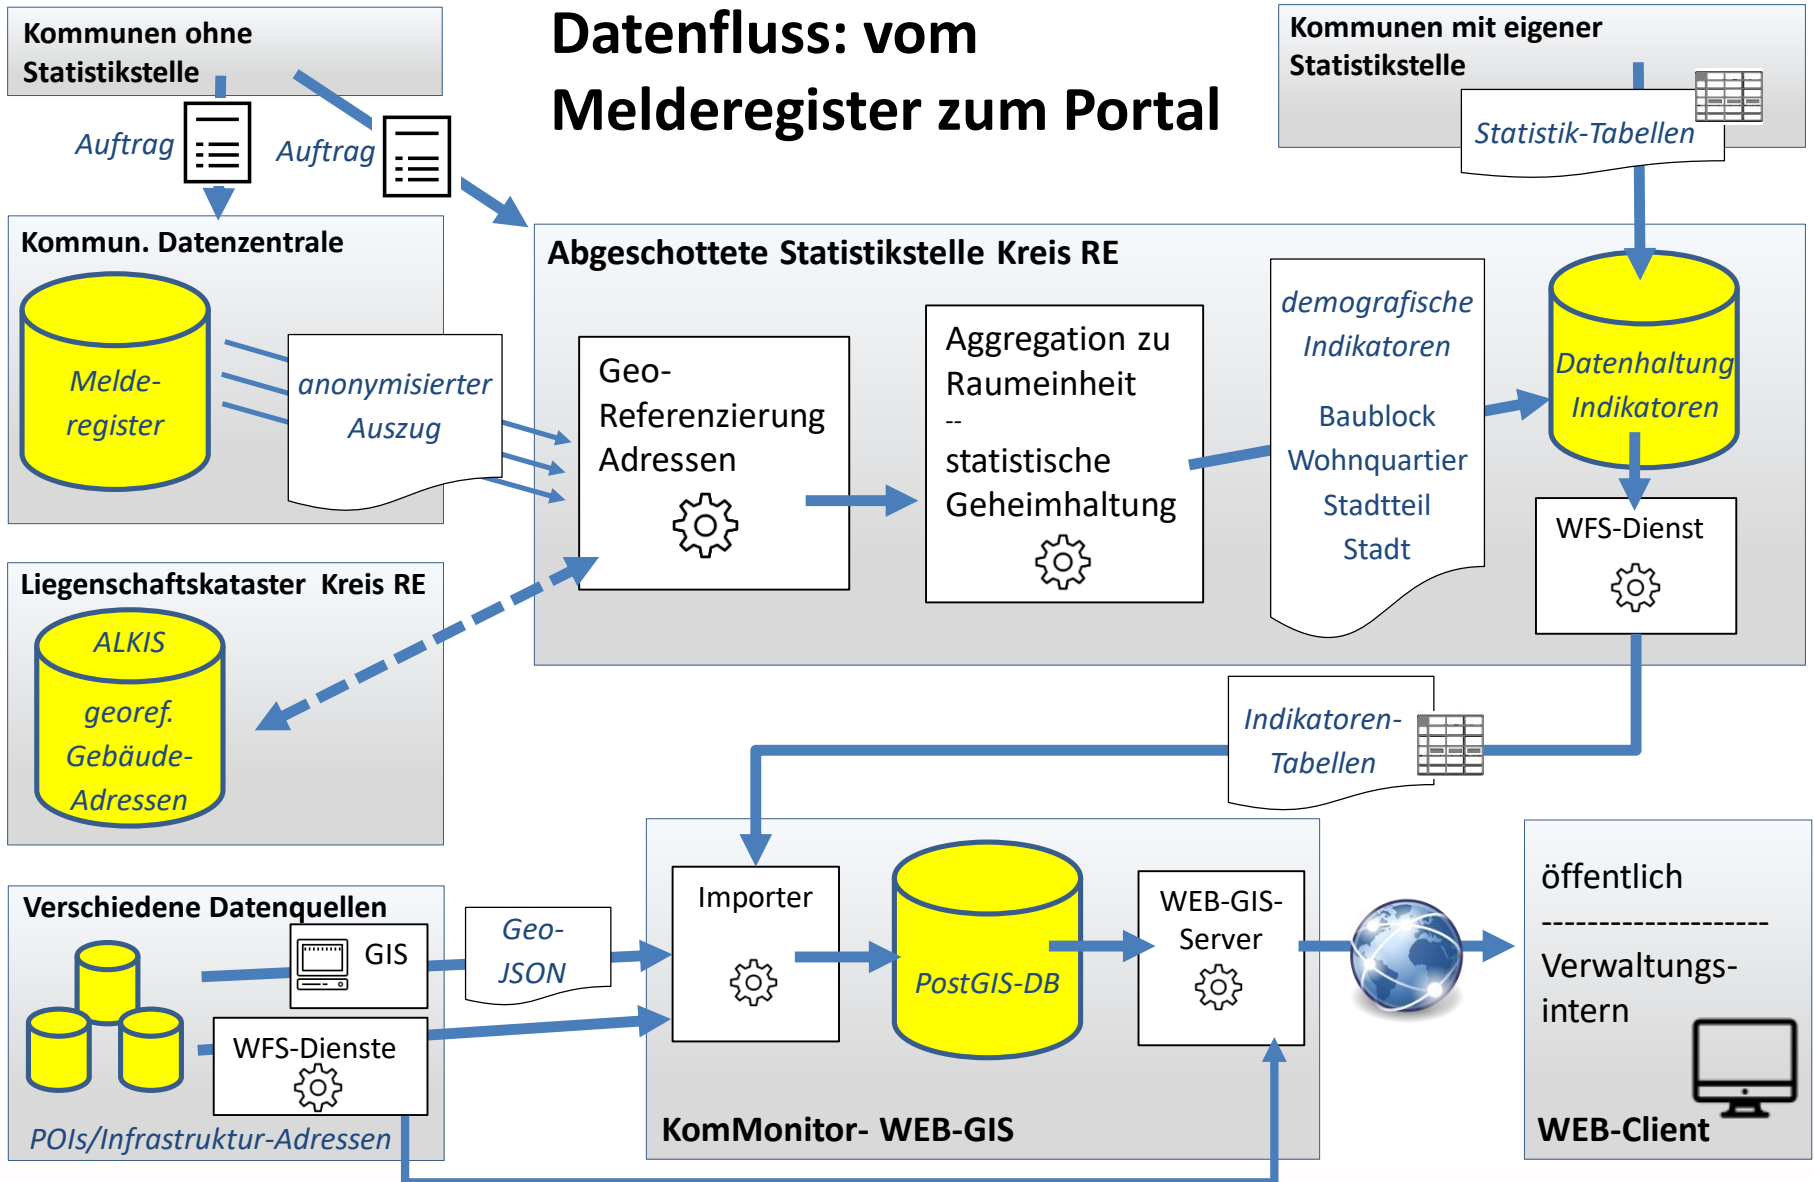 Datenfluss: vom
Melderegister zum Portal
Kommunen ohne
Statistikstelle
Auftrag
Auftrag
Kommunen mit eigener
Statistikstelle
Statistik-Tabellen
Kommun. Datenzentrale
Melde-
register
anonymisierter
Auszug
Abgeschottete Statistikstelle Kreis RE
Geo-
Referenzierung
Adressen
Aggregation zu
Raumeinheit
--
statistische
Geheimhaltung
demografische
Indikatoren
Baublock
Wohnquartier
Stadtteil
Stadt
Datenhaltung
Indikatoren
WFS-Dienst
Liegenschaftskataster Kreis RE
ALKIS
georef.
Gebäude-
Adressen
Indikatoren-
Tabellen
Verschiedene Datenquellen
GIS
WFS-Dienste
POIs/Infrastruktur-Adressen
Geo-
JSON
Importer
PostGIS-DB
WEB-GIS-
Server
KomMonitor- WEB-GIS
öffentlich
--------------------
Verwaltungs-
intern
WEB-Client